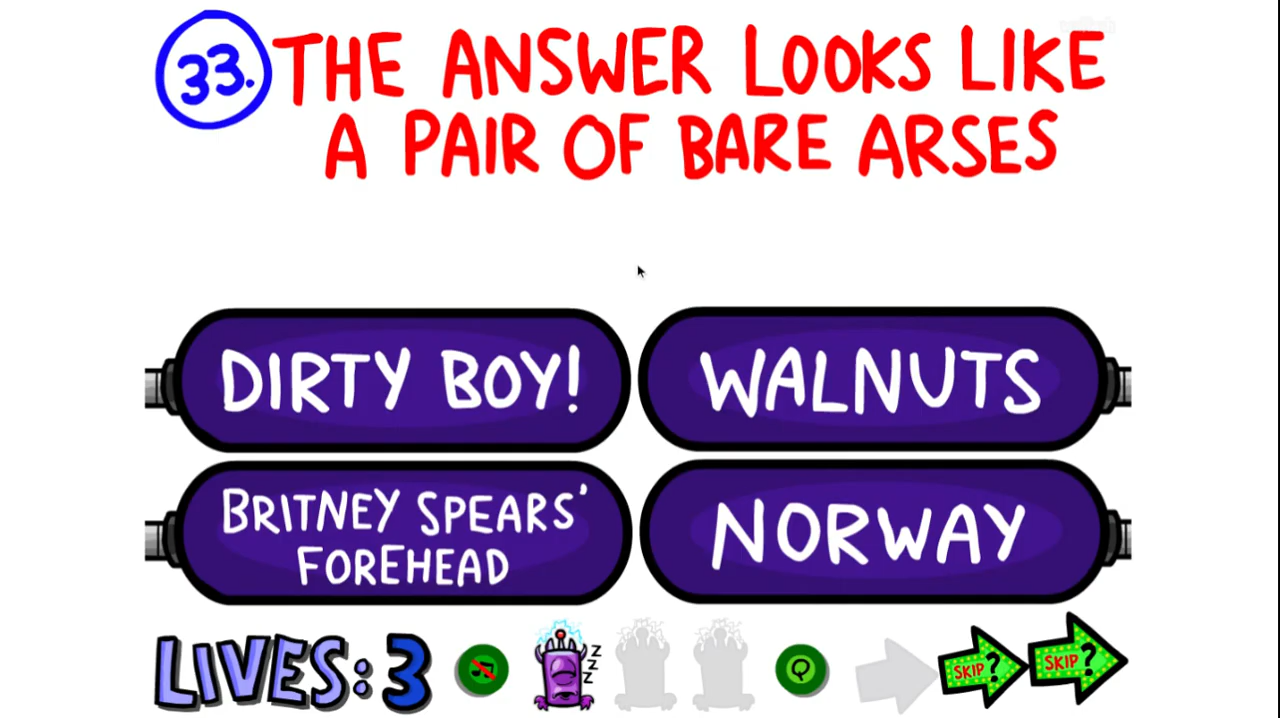 33. THE ANSWER LOOKS LIKE
A PAIR OF BARE ARSES
DIRTY BOY!
WALNUTS
BRITNEY SPEARS'
FOREHEAD
NORWAY
LIVES: 3
Z
Z
Z
SKIP?
SKIP?